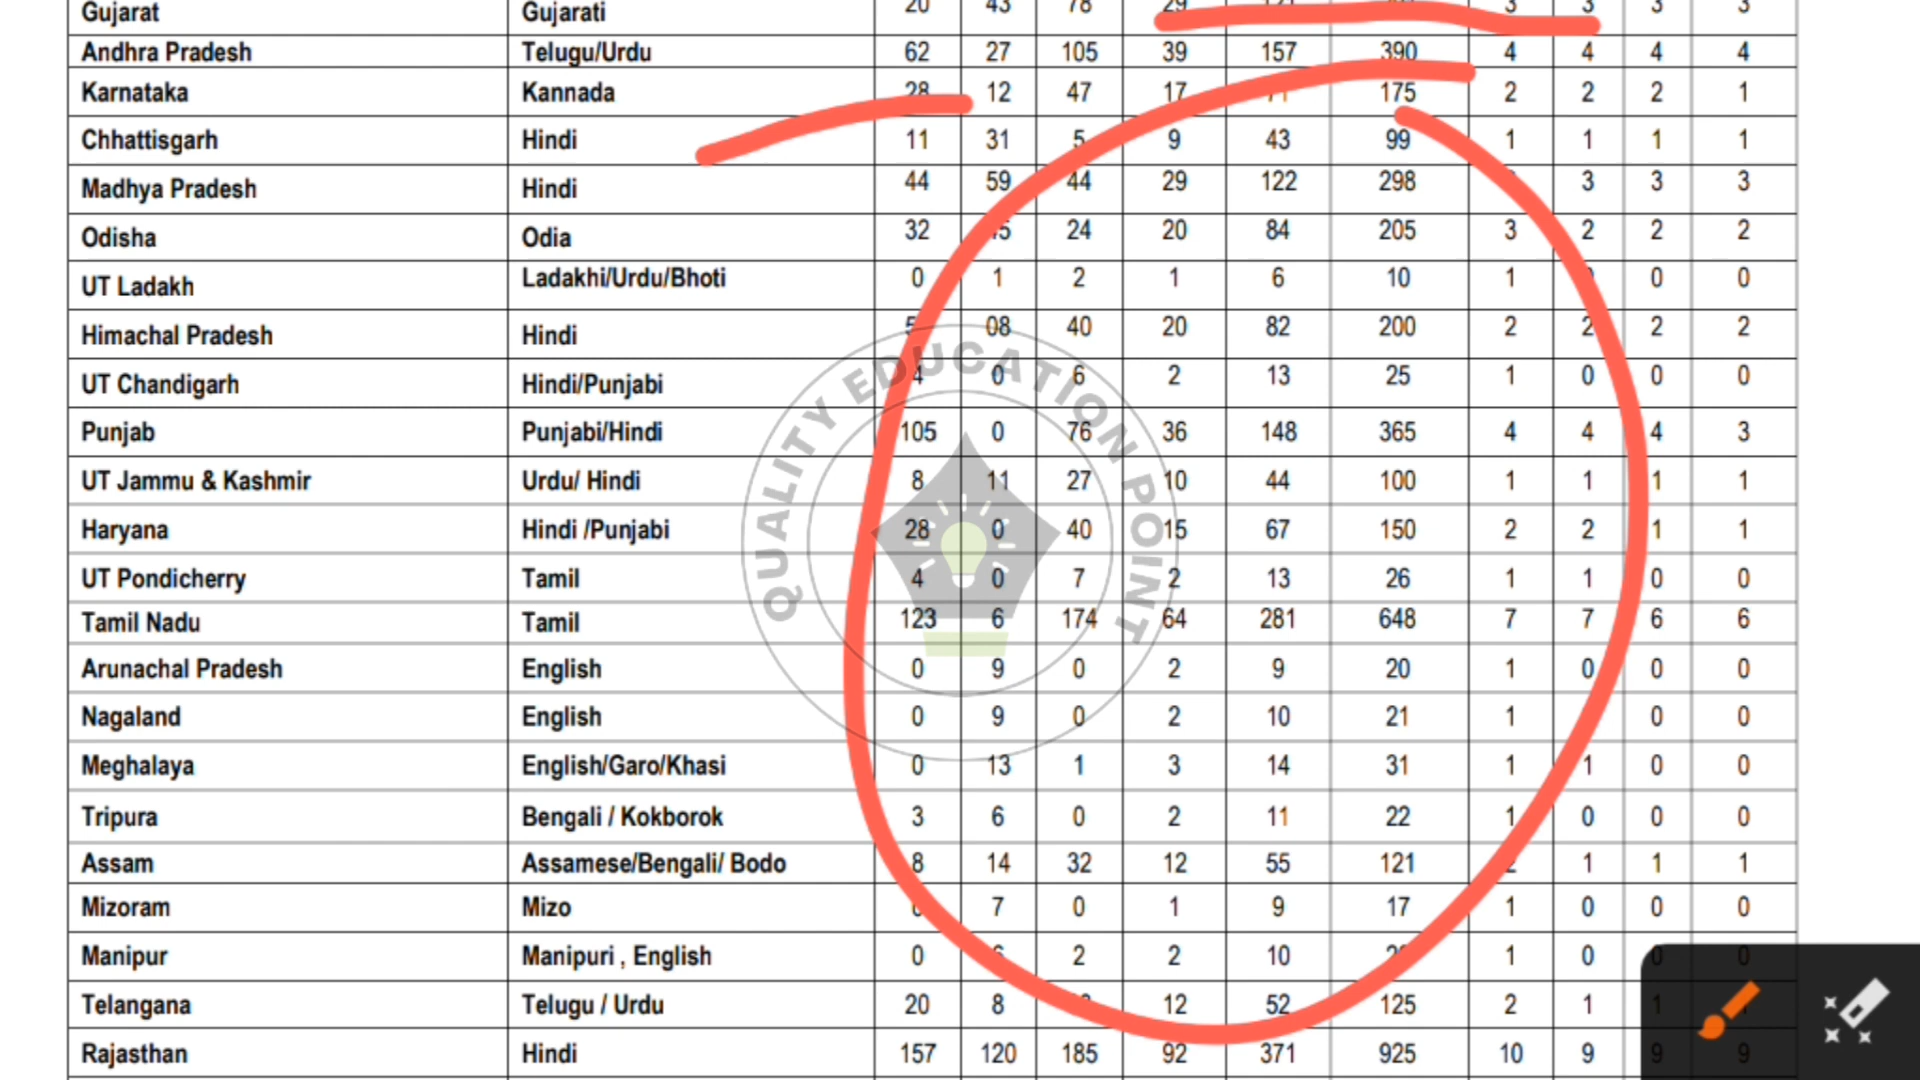 Gujarat Gujarati 20 43 78 29 3 3 3 3
Andhra Pradesh Telugu/Urdu 62 27 105 39 157 390 4 4 4 4
Karnataka Kannada 28 12 47 17 175 2 2 2 1
Chhattisgarh Hindi 11 31 5 9 43 99 1 1 1 1
Madhya Pradesh Hindi 44 59 44 29 122 298 3 3 3
Odisha Odia 32 24 20 84 205 3 2 2 2
UT Ladakh Ladakhi/Urdu/Bhoti 0 1 2 1 6 10 1 0 0
Himachal Pradesh Hindi 08 40 20 82 200 2 2 2 2
UT Chandigarh Hindi/Punjabi 4 0 6 2 13 25 1 0 0 0
Punjab Punjabi/Hindi 105 0 76 36 148 365 4 4 4 3
UT Jammu & Kashmir Urdu/ Hindi 8 11 27 10 44 100 1 1 1 1
Haryana Hindi /Punjabi 28 0 40 15 67 150 2 2 1 1
UT Pondicherry Tamil 4 0 7 2 13 26 1 1 0 0
Tamil Nadu Tamil 123 6 174 64 281 648 7 7 6 6
Arunachal Pradesh English 0 9 0 2 9 20 1 0 0 0
Nagaland English 0 9 0 2 10 21 1 0 0
Meghalaya English/Garo/Khasi 0 13 1 3 14 31 1 1 0 0
Tripura Bengali / Kokborok 3 6 0 2 11 22 1 0 0 0
Assam Assamese/Bengali/ Bodo 8 14 32 12 55 121 2 1 1 1
Mizoram Mizo 7 0 1 9 17 1 0 0 0
Manipur Manipuri , English 0 2 2 10 1 0 0 0
Telangana Telugu / Urdu 20 8 12 52 125 2 1 1
Rajasthan Hindi 157 120 185 92 371 925 10 9 9 9
QUALITY EDUCATION POINT